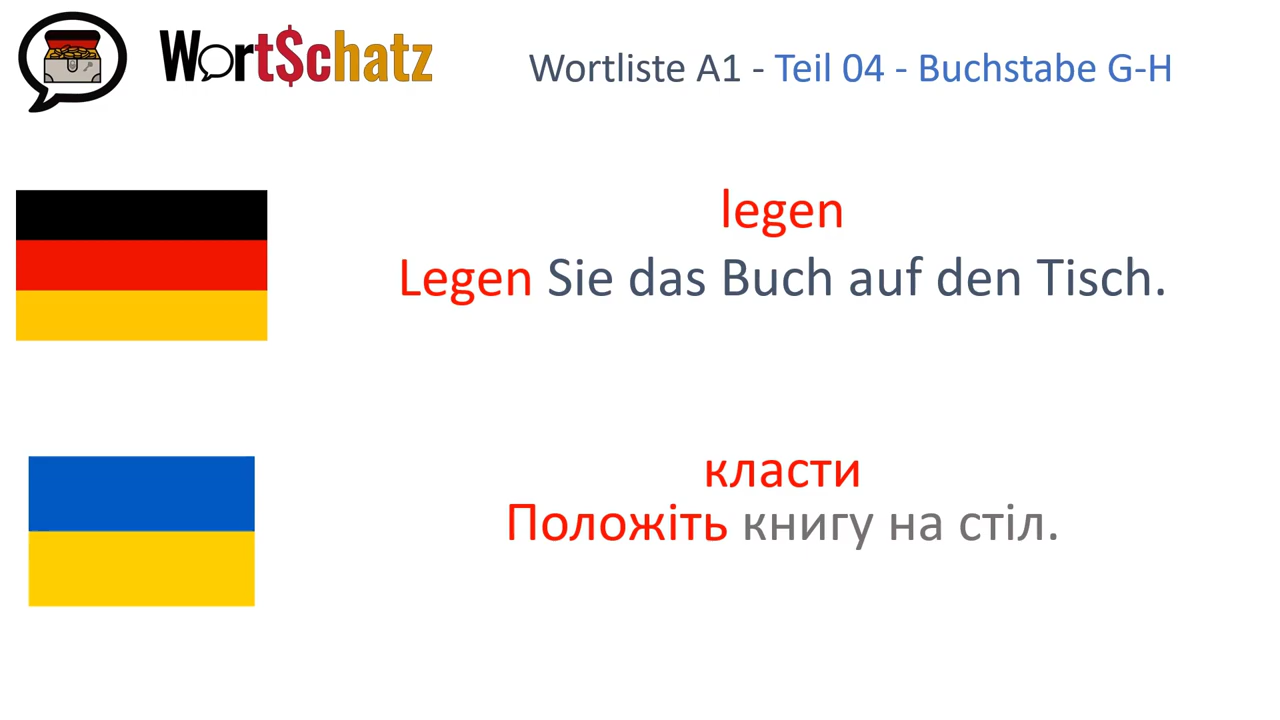 Wort$chatz
Wortliste A1 - Teil 04 - Buchstabe G-H
legen
Legen Sie das Buch auf den Tisch.
класти
Положіть книгу на стіл.